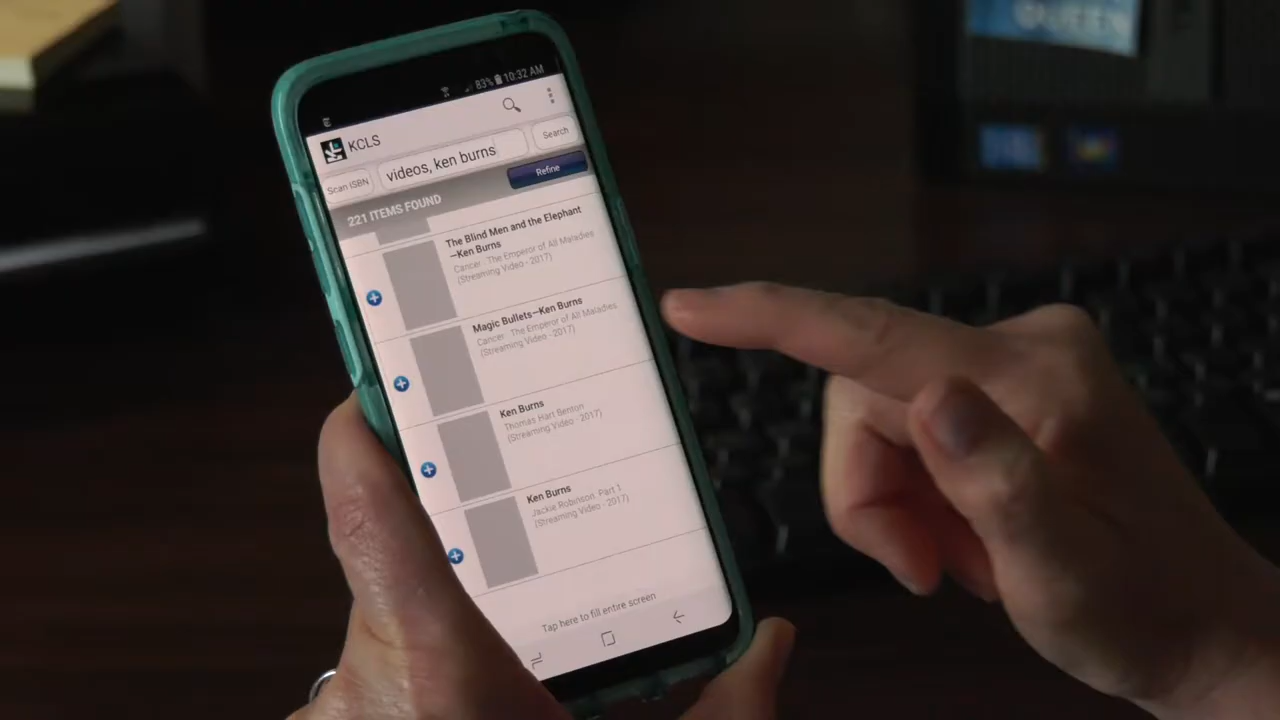 QUEEN
83% 10:32 AM
KCLS
Scan ISBN
videos, ken burns
Search
221 ITEMS FOUND
Refine
The Blind Men and the Elephant
—Ken Burns
Cancer : The Emperor of All Maladies
(Streaming Video - 2017)
Magic Bullets—Ken Burns
Cancer : The Emperor of All Maladies
(Streaming Video - 2017)
Ken Burns
Thomas Hart Benton
(Streaming Video - 2017)
Ken Burns
Jackie Robinson, Part 1
(Streaming Video - 2017)
Tap here to fill entire screen